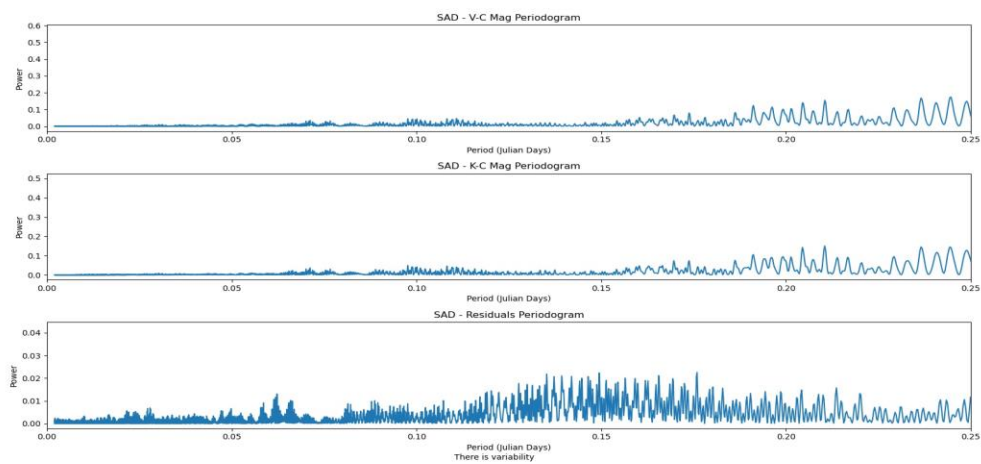 SAD - V-C Mag Periodogram
0.6
0.5
0.4
0.3
0.2
0.1
0.0
Power
0.00 0.05 0.10 0.15 0.20 0.25
Period (Julian Days)
SAD - K-C Mag Periodogram
0.5
0.4
0.3
0.2
0.1
0.0
Power
0.00 0.05 0.10 0.15 0.20 0.25
Period (Julian Days)
SAD - Residuals Periodogram
0.04
0.03
0.02
0.01
0.00
Power
0.00 0.05 0.10 0.15 0.20 0.25
Period (Julian Days)
There is variability